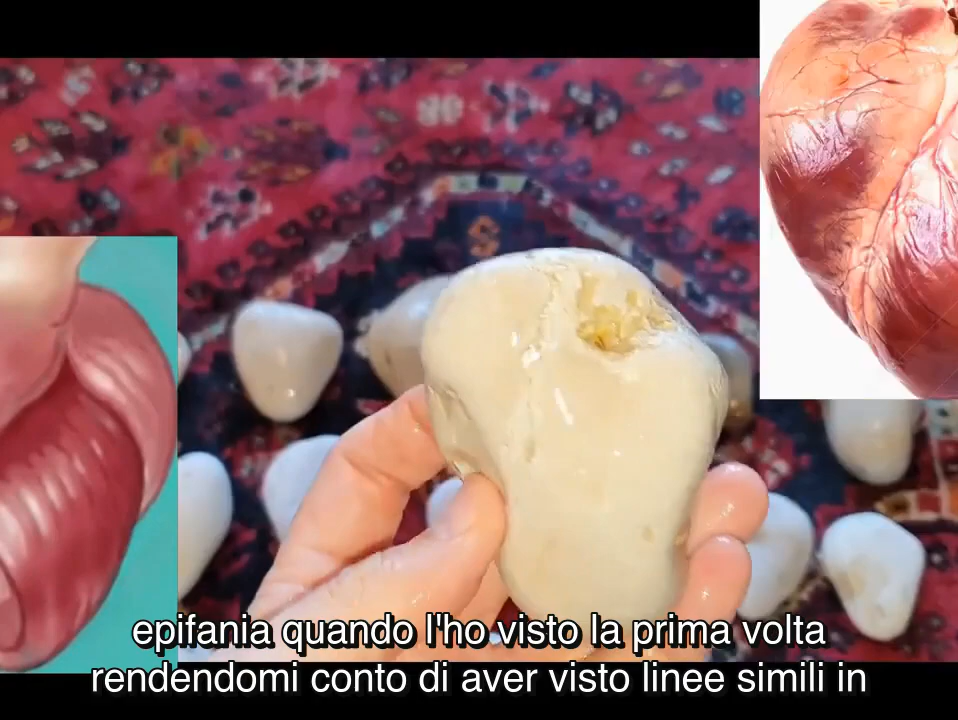 epifania quando l'ho visto la prima volta
rendendomi conto di aver visto linee simili in